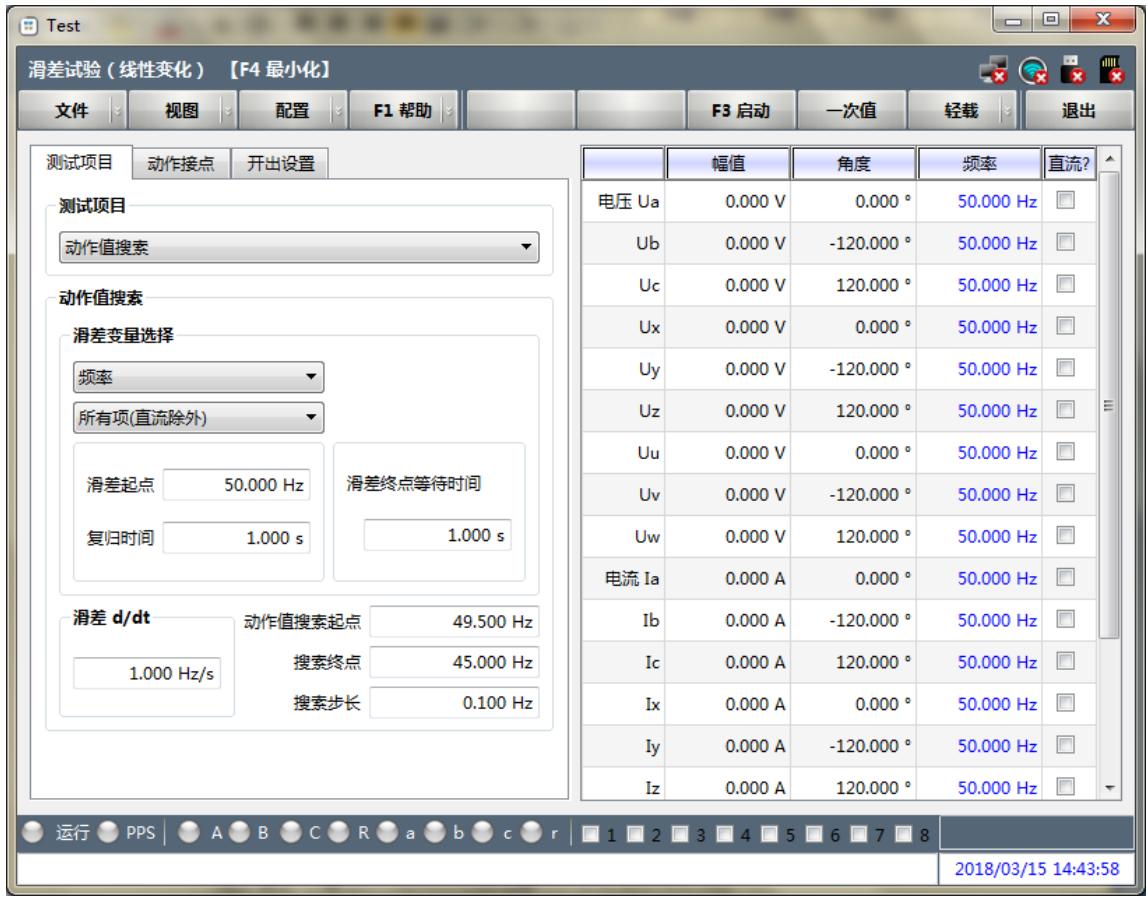 Test
滑差试验（线性变化） 【F4 最小化】
文件 视图 配置 F1 帮助 F3 启动 一次值 轻载 退出
测试项目 动作接点 开出设置
测试项目
动作值搜素
动作值搜索
滑差变量选择
频率
所有项(直流除外)
滑差起点 50.000 Hz
复归时间 1.000 s
滑差终点等待时间
1.000 s
滑差 d/dt
1.000 Hz/s
动作值搜素起点 49.500 Hz
搜素终点 45.000 Hz
搜素步长 0.100 Hz
幅值 角度 频率 直流?
电压 Ua 0.000 V 0.000 ° 50.000 Hz
Ub 0.000 V -120.000 ° 50.000 Hz
Uc 0.000 V 120.000 ° 50.000 Hz
Ux 0.000 V 0.000 ° 50.000 Hz
Uy 0.000 V -120.000 ° 50.000 Hz
Uz 0.000 V 120.000 ° 50.000 Hz
Uu 0.000 V 0.000 ° 50.000 Hz
Uv 0.000 V -120.000 ° 50.000 Hz
Uw 0.000 V 120.000 ° 50.000 Hz
电流 Ia 0.000 A 0.000 ° 50.000 Hz
Ib 0.000 A -120.000 ° 50.000 Hz
Ic 0.000 A 120.000 ° 50.000 Hz
Ix 0.000 A 0.000 ° 50.000 Hz
Iy 0.000 A -120.000 ° 50.000 Hz
Iz 0.000 A 120.000 ° 50.000 Hz
运行 PPS A B C R a b c r 1 2 3 4 5 6 7 8
2018/03/15 14:43:58